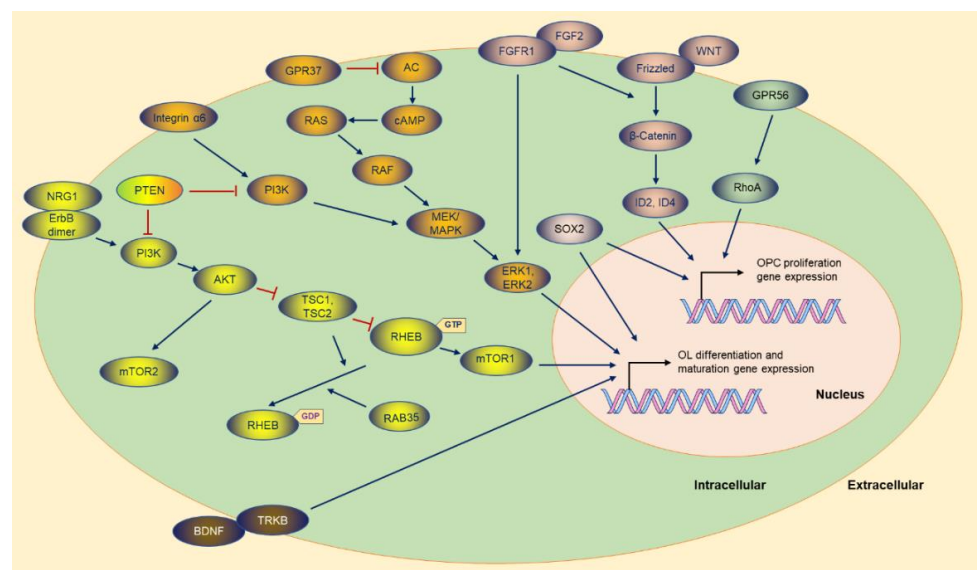 FGF2
FGFR1
WNT
GPR37
AC
Frizzled
GPR56
Integrin α6
RAS
cAMP
β-Catenin
RAF
NRG1
PTEN
PI3K
RhoA
ErbB
dimer
MEK/
MAPK
ID2, ID4
SOX2
PI3K
AKT
ERK1,
ERK2
OPC proliferation
gene expression
TSC1,
TSC2
GTP
RHEB
mTOR2
mTOR1
OL differentiation and
maturation gene expression
Nucleus
RHEB
GDP
RAB35
Intracellular
Extracellular
TRKB
BDNF